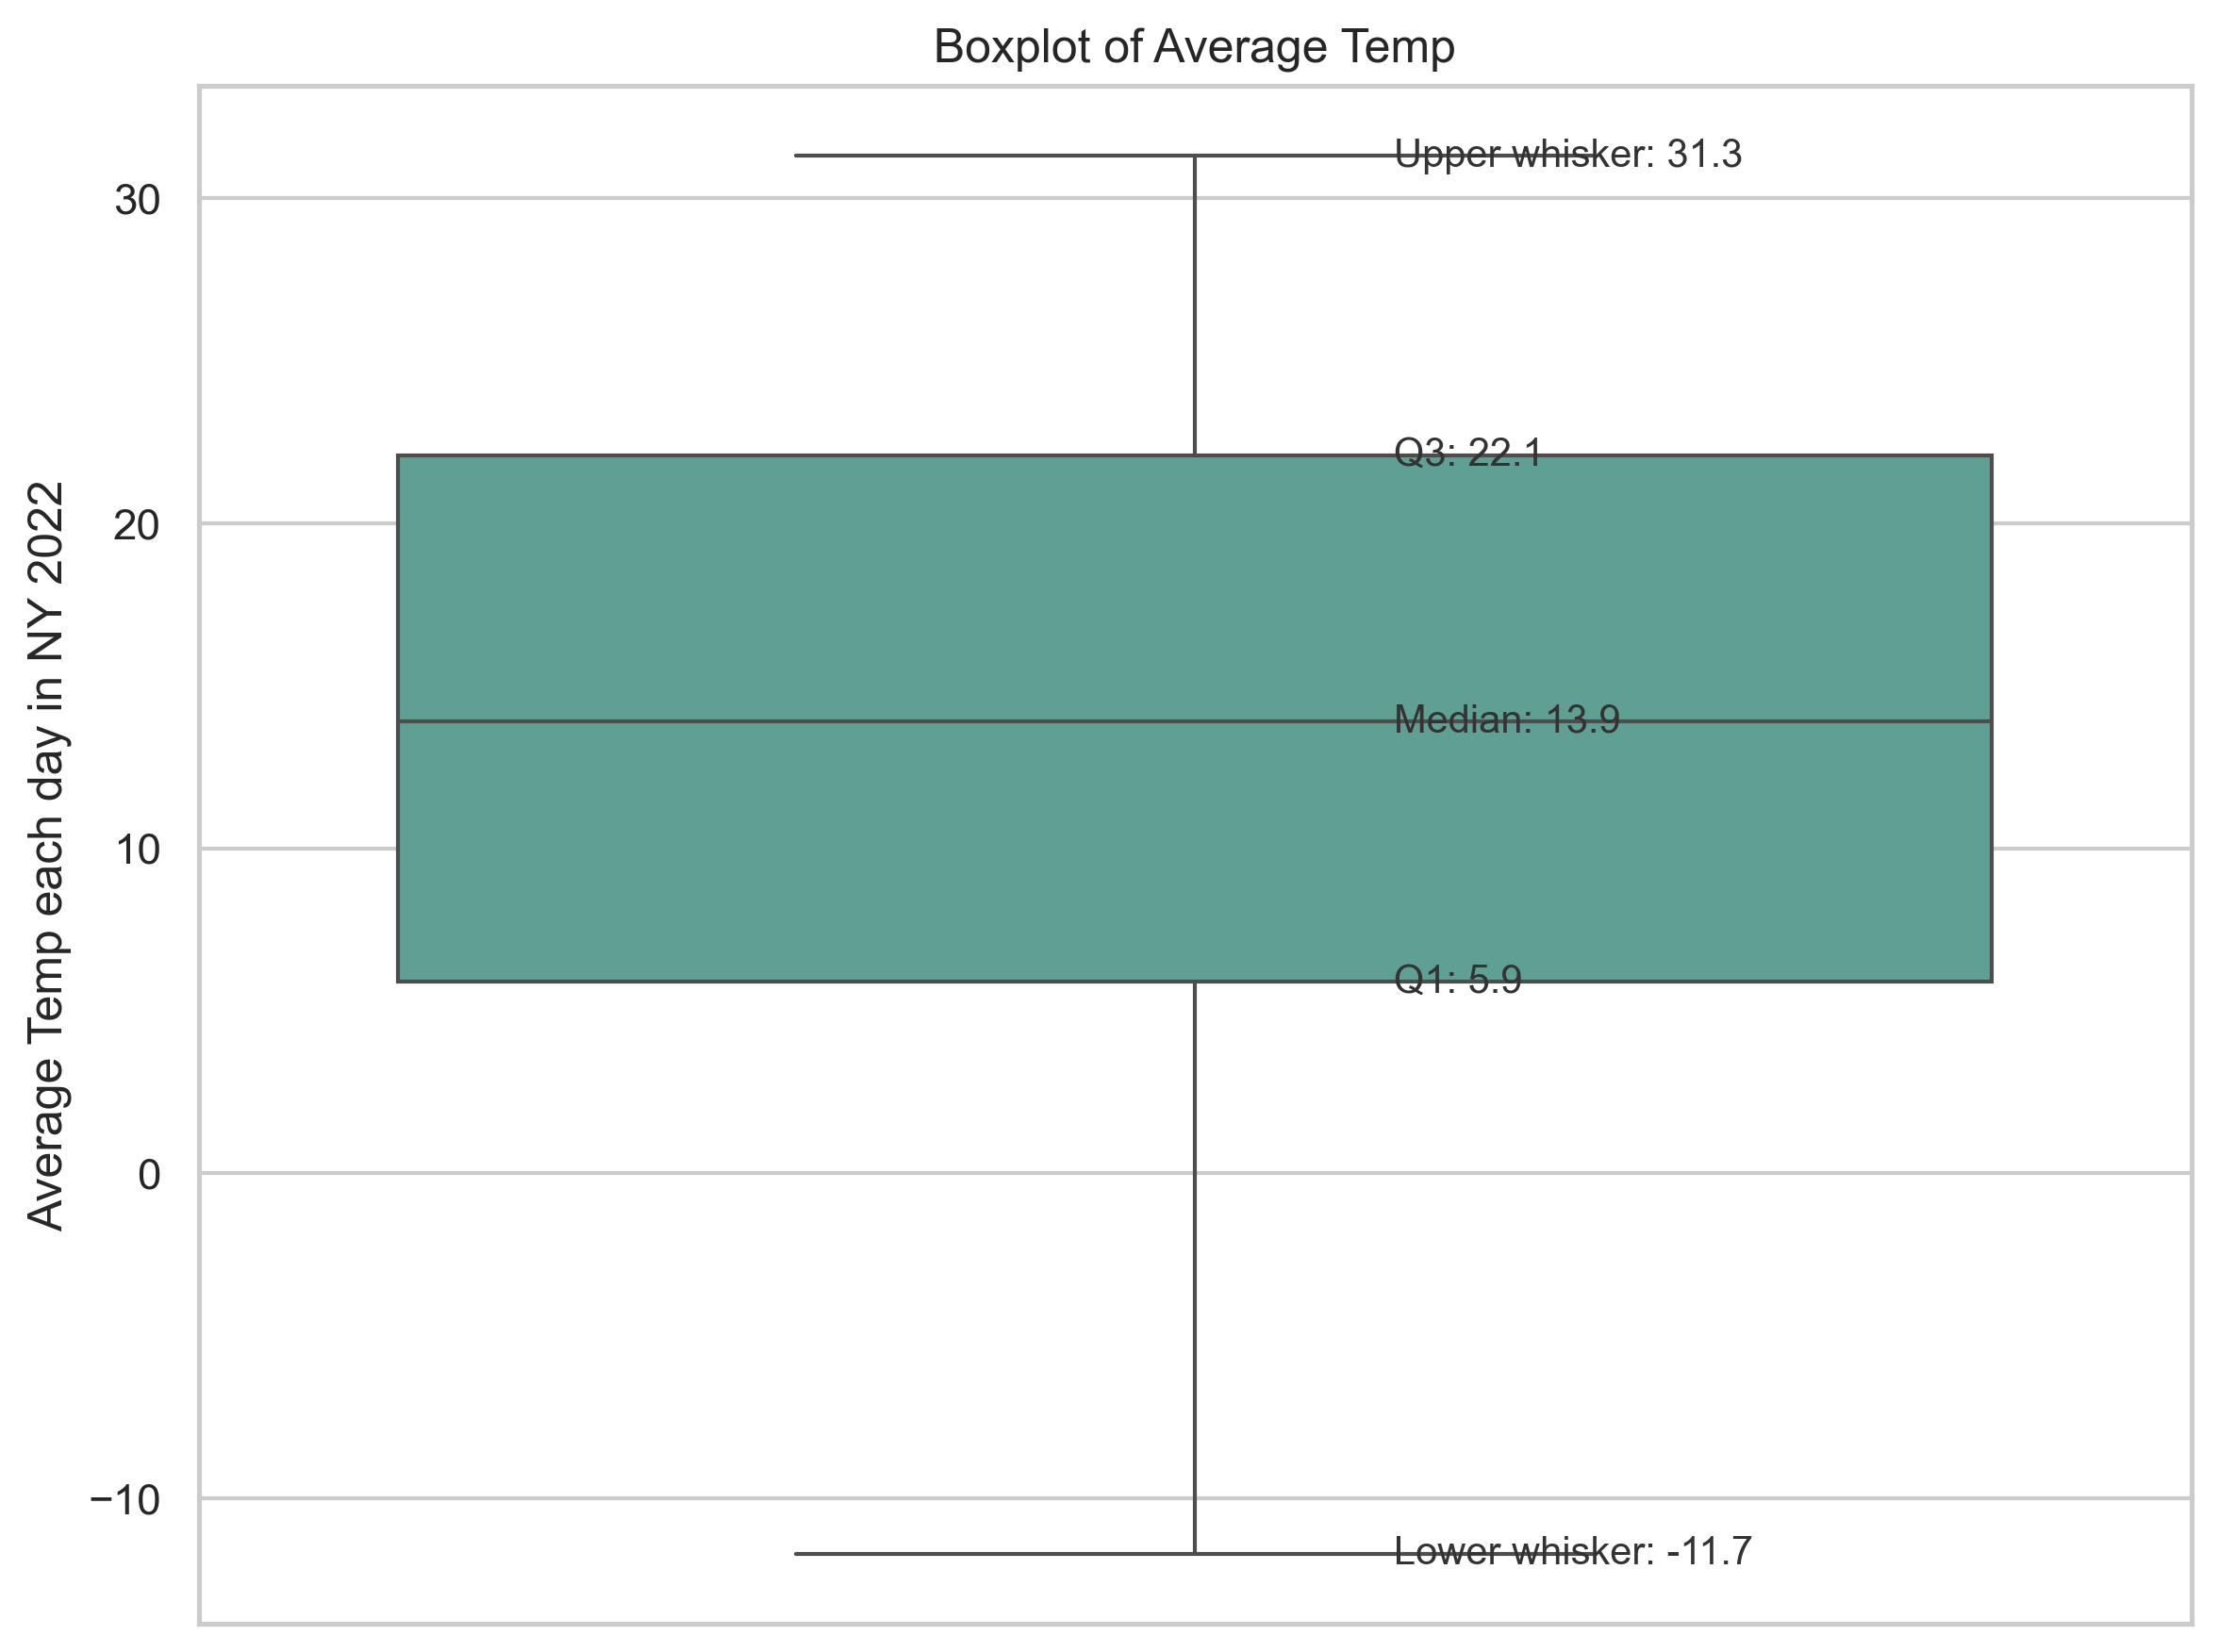 Boxplot of Average Temp
Average Temp each day in NY 2022
30
20
10
0
−10
Upper whisker: 31.3
Q3: 22.1
Median: 13.9
Q1: 5.9
Lower whisker: -11.7